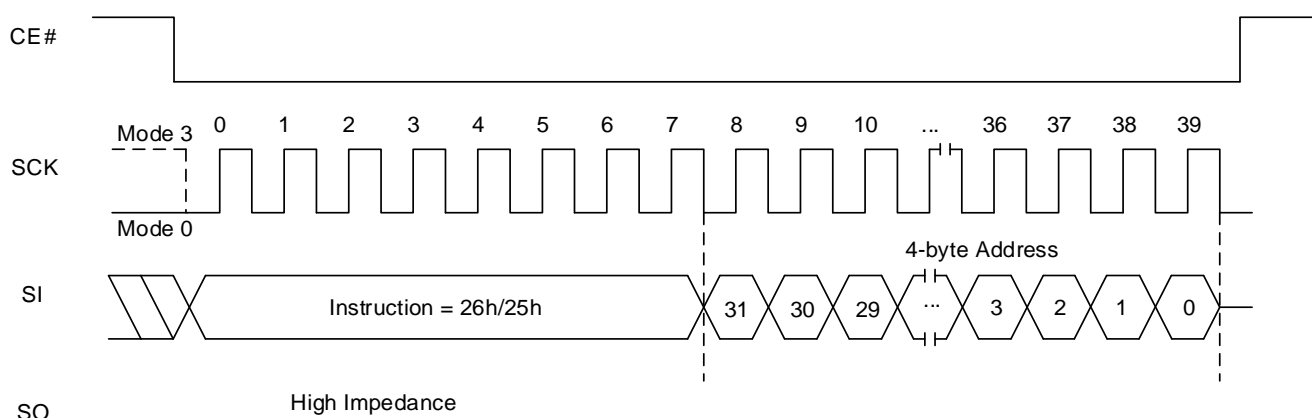 CE#
Mode 3
0 1 2 3 4 5 6 7 8 9 10 ... 36 37 38 39
SCK
Mode 0
4-byte Address
SI
Instruction = 26h/25h 31 30 29 ... 3 2 1 0
High Impedance
SO